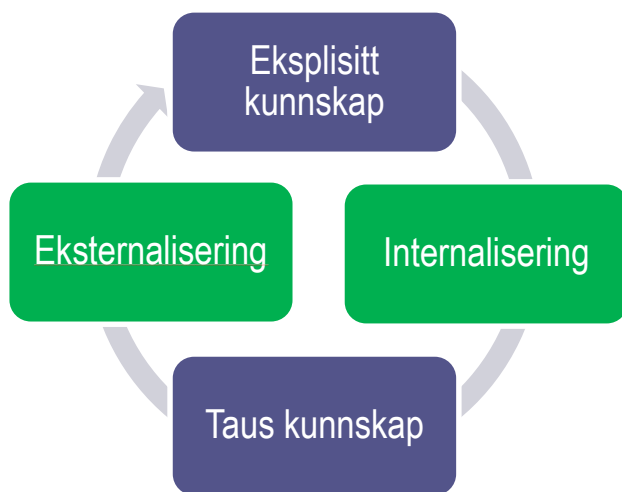 Eksplisitt
kunnskap
Eksternalisering
Internalisering
Taus kunnskap